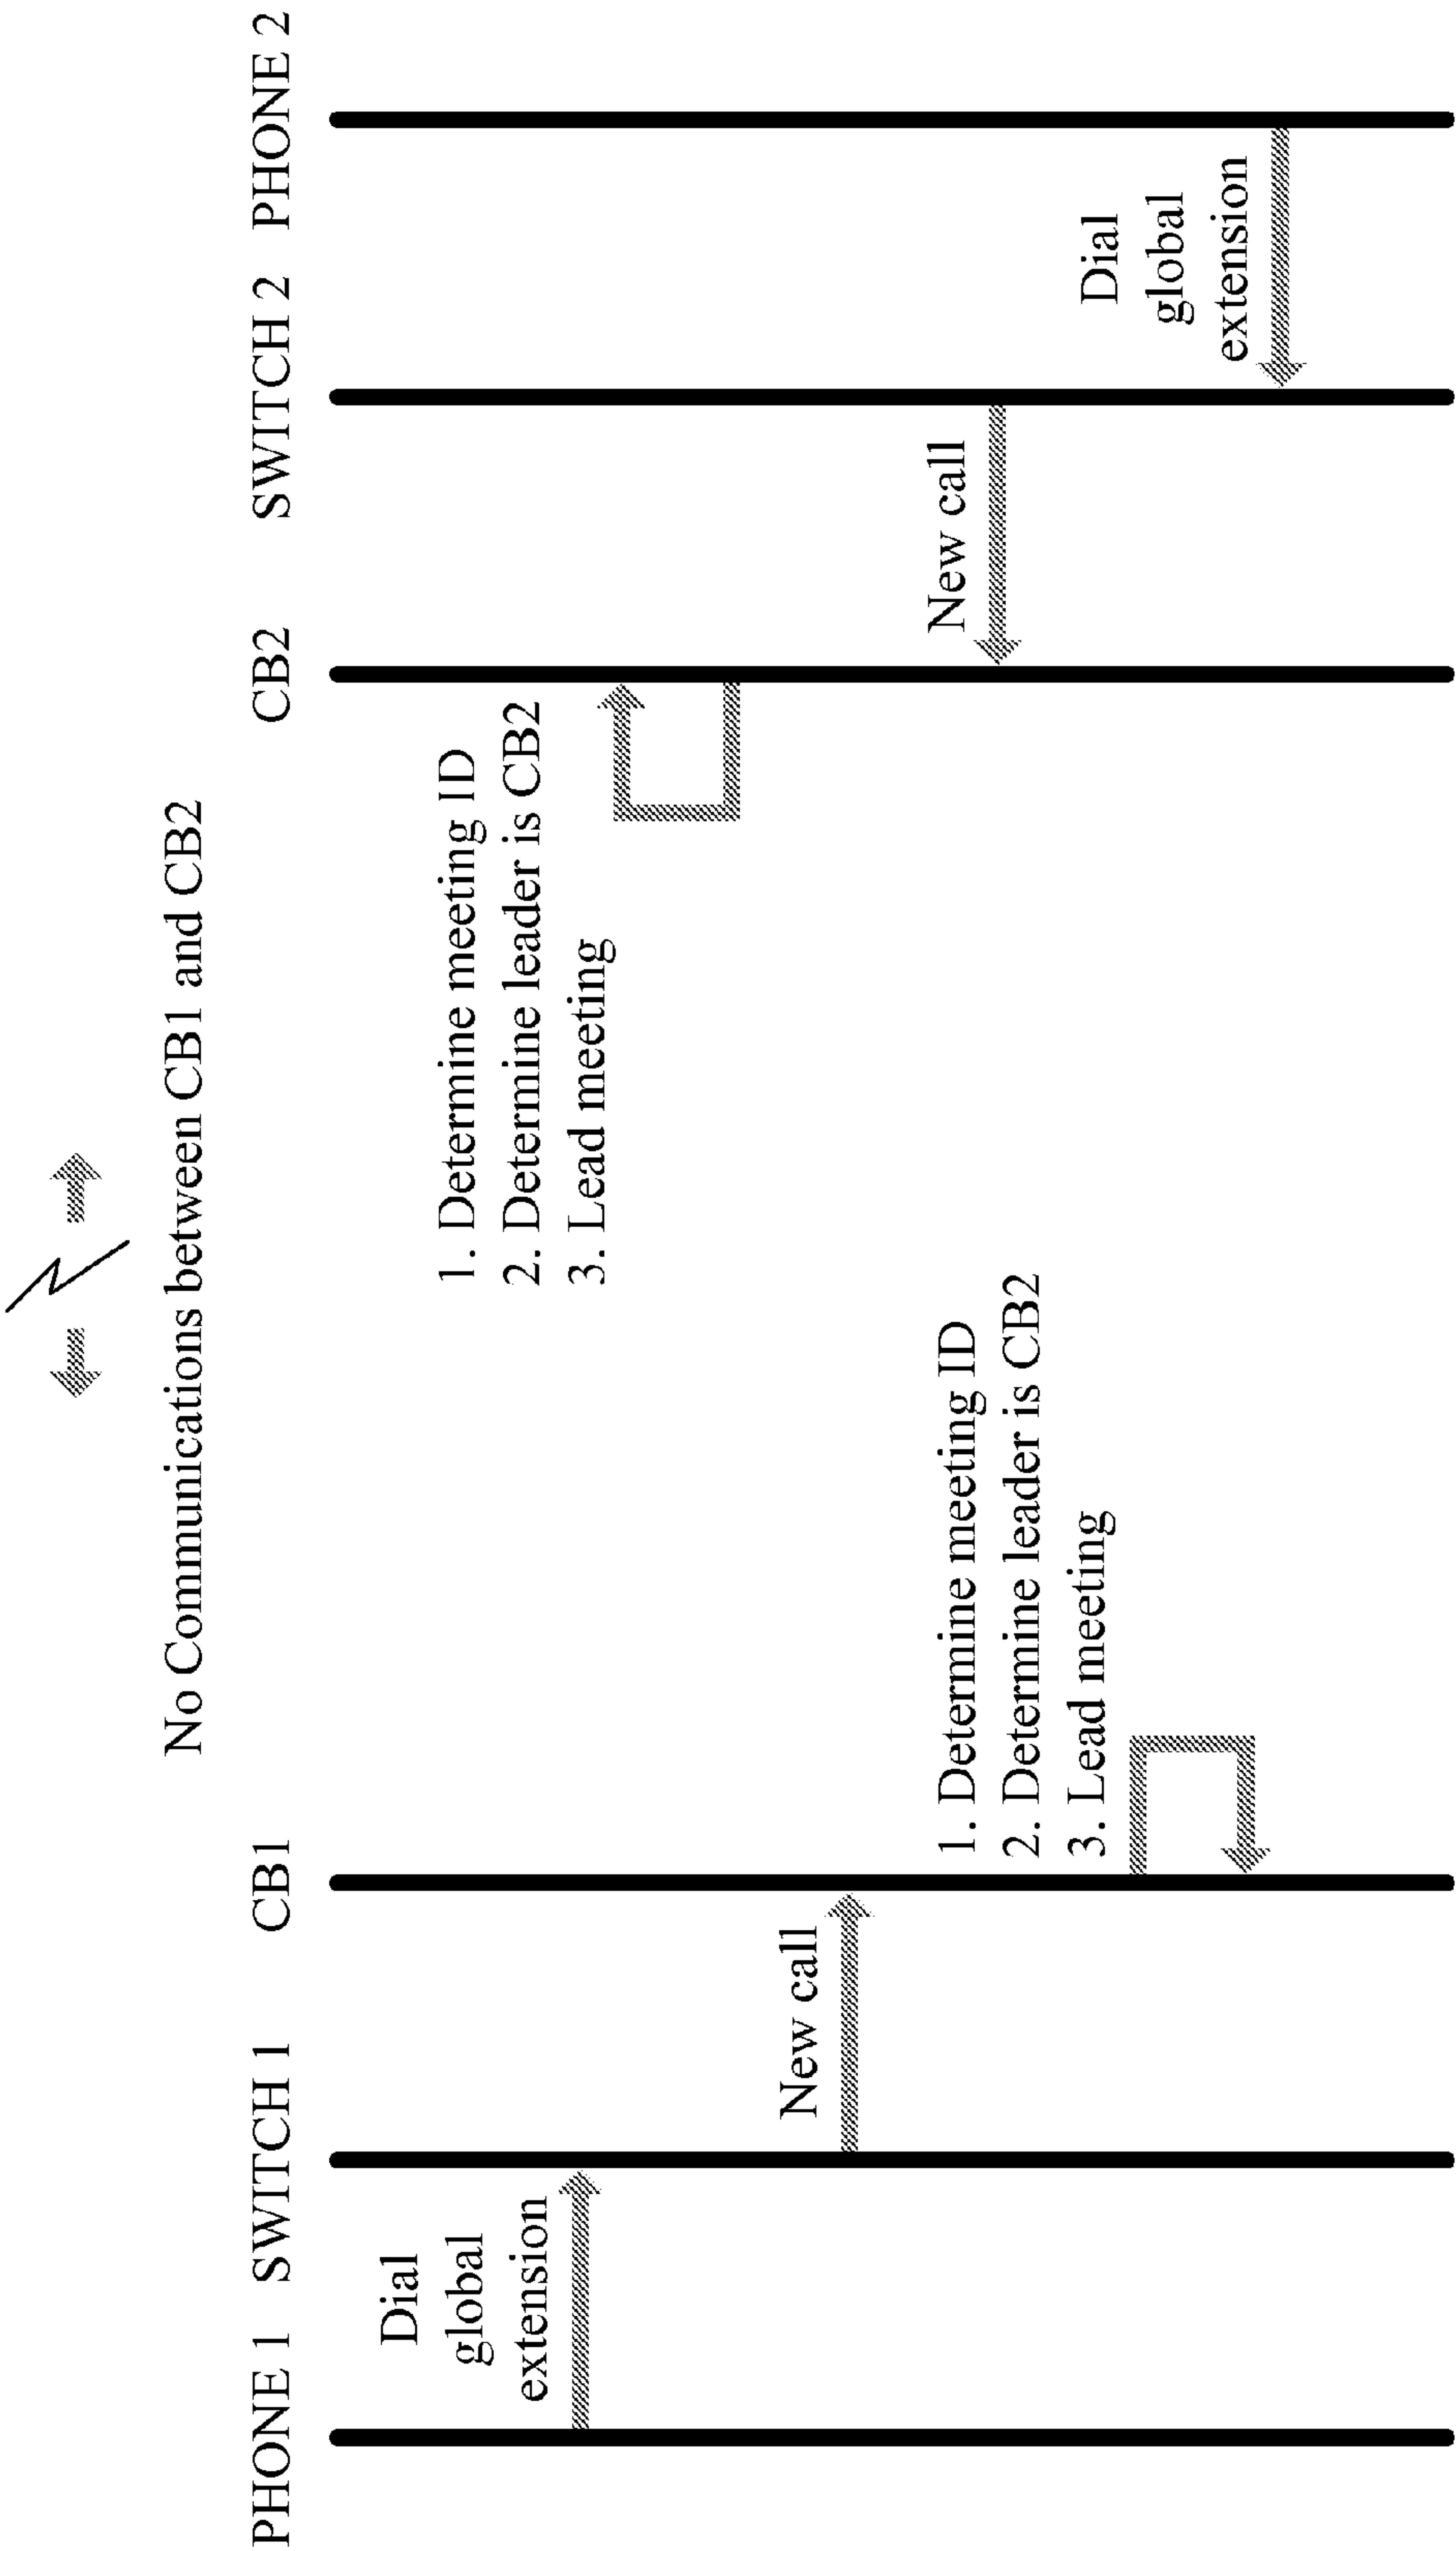 No Communications between CB1 and CB2
PHONE 1
SWITCH 1
CB1
CB2
SWITCH 2
PHONE 2
Dial
global
extension
1. Determine meeting ID
2. Determine leader is CB2
3. Lead meeting
New call
New call
1. Determine meeting ID
2. Determine leader is CB2
3. Lead meeting
Dial
global
extension